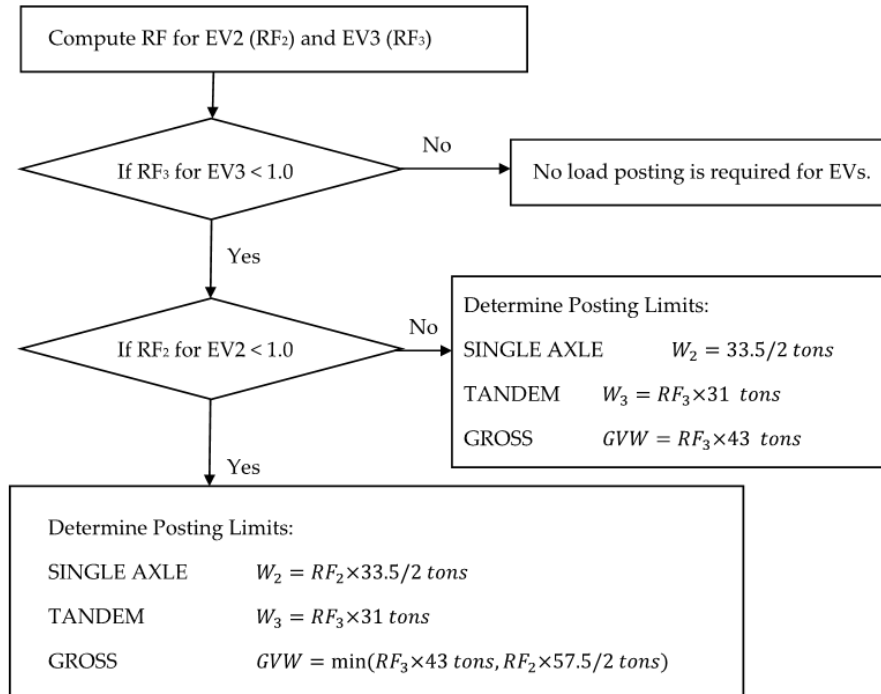 Compute RF for EV2 (RF₂) and EV3 (RF₃)
If RF₃ for EV3 < 1.0
No
No load posting is required for EVs.
Yes
If RF₂ for EV2 < 1.0
No
Determine Posting Limits:
SINGLE AXLE W₂ = 33.5/2 tons
TANDEM W₃ = RF₃×31 tons
GROSS GVW = RF₃×43 tons
Yes
Determine Posting Limits:
SINGLE AXLE W₂ = RF₂×33.5/2 tons
TANDEM W₃ = RF₃×31 tons
GROSS GVW = min(RF₃×43 tons, RF₂×57.5/2 tons)